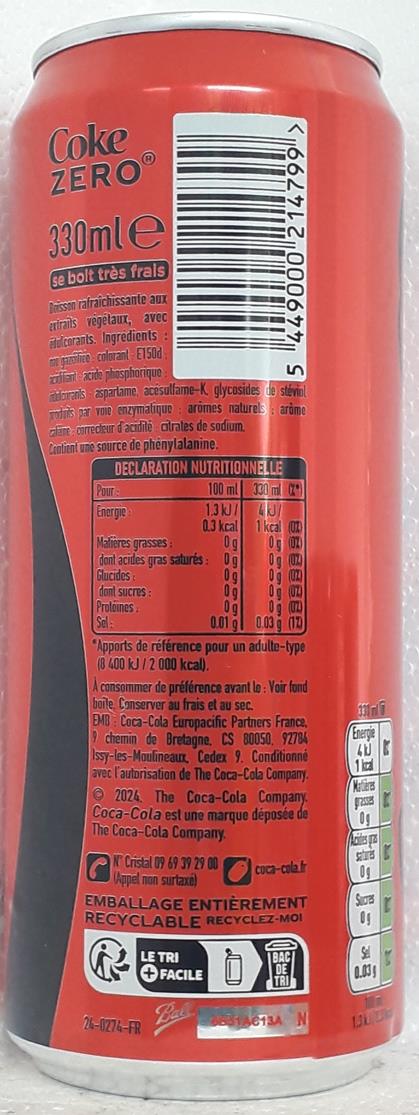 Coke
ZERO®
330ml e
se boit très frais
5 449000 214799 >
Boisson rafraîchissante aux
extraits végétaux, avec
édulcorants. Ingrédients :
eau gazéifiée ; colorant : E150d ;
acidifiant : acide phosphorique ;
édulcorants : aspartame, acésulfame-K, glycosides de stéviol
produits par voie enzymatique ; arômes naturels ; arôme
caféine ; correcteur d'acidité : citrates de sodium.
Contient une source de phénylalanine.
DECLARATION NUTRITIONNELLE
Pour : 100 ml 330 ml (%*)
Energie : 1.3 kJ / 4 kJ /
0.3 kcal 1 kcal (0%)
Matières grasses : 0 g 0 g (0%)
dont acides gras saturés : 0 g 0 g (0%)
Glucides : 0 g 0 g (0%)
dont sucres : 0 g 0 g (0%)
Protéines : 0 g 0 g (0%)
Sel : 0.01 g 0.03 g (1%)
*Apports de référence pour un adulte-type
(8 400 kJ / 2 000 kcal).
À consommer de préférence avant le : Voir fond
boîte. Conserver au frais et au sec.
EMB : Coca-Cola Europacific Partners France,
9 chemin de Bretagne, CS 80050, 92784
Issy-les-Moulineaux, Cedex 9. Conditionné
avec l'autorisation de The Coca-Cola Company.
© 2024, The Coca-Cola Company.
Coca-Cola est une marque déposée de
The Coca-Cola Company.
N° Cristal 09 69 39 29 00
(Appel non surtaxé)
coca-cola.fr
EMBALLAGE ENTIÈREMENT
RECYCLABLE RECYCLEZ-MOI
LE TRI
+ FACILE
BAC
DE
TRI
24-0274-FR
Ball
N
330 ml
Energie
4 kJ
1 kcal
Matières
grasses
0 g
Acides gras
saturés
0 g
Sucres
0 g
Sel
0.03 g